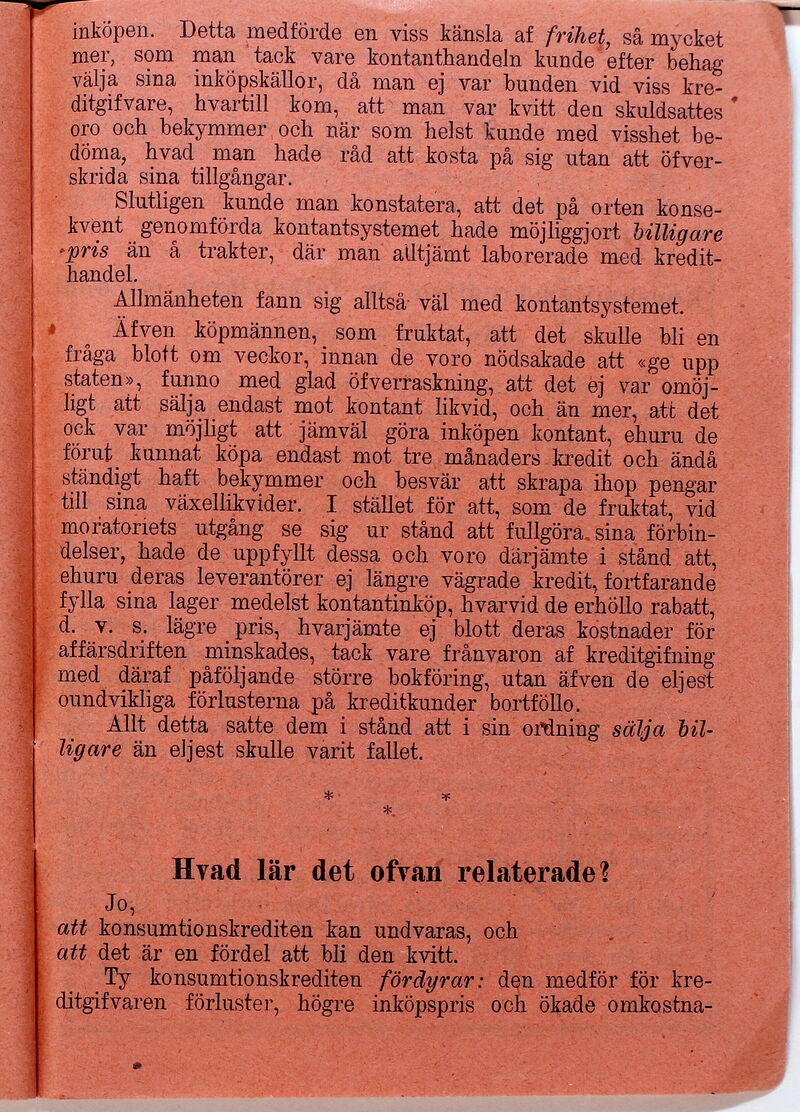 inköpen. Detta medförde en viss känsla af frihet, så mycket
mer, som man tack vare kontanthandeln kunde efter behag
välja sina inköpskällor, då man ej var bunden vid viss kre-
ditgifvare, hvartill kom, att man var kvitt den skuldsattes
oro och bekymmer och när som helst kunde med visshet be-
döma, hvad man hade råd att kosta på sig utan att öfver-
skrida sina tillgångar.
Slutligen kunde man konstatera, att det på orten konse-
kvent genomförda kontantsystemet hade möjliggjort billigare
pris än å trakter, där man alltjämt laborerade med kredit-
handel.
Allmänheten fann sig alltså väl med kontantsystemet.
Äfven köpmännen, som fruktat, att det skulle bli en
fråga blott om veckor, innan de voro nödsakade att «ge upp
staten», funno med glad öfverraskning, att det ej var omöj-
ligt att sälja endast mot kontant likvid, och än mer, att det
ock var möjligt att jämväl göra inköpen kontant, ehuru de
förut kunnat köpa endast mot tre månaders kredit och ändå
ständigt haft bekymmer och besvär att skrapa ihop pengar
till sina växellikvider. I stället för att, som de fruktat, vid
moratoriets utgång se sig ur stånd att fullgöra sina förbin-
delser, hade de uppfyllt dessa och voro därjämte i stånd att,
ehuru deras leverantörer ej längre vägrade kredit, fortfarande
fylla sina lager medelst kontantinköp, hvarvid de erhöllo rabatt,
d. v. s. lägre pris, hvarjämte ej blott deras kostnader för
affärsdriften minskades, tack vare frånvaron af kreditgifning
med däraf påföljande större bokföring, utan äfven de eljest
oundvikliga förlusterna på kreditkunder bortföllo.
Allt detta satte dem i stånd att i sin ordning sälja bil-
ligare än eljest skulle varit fallet.
* *
*
Hvad lär det ofvan relaterade?
Jo,
att konsumtionskrediten kan undvaras, och
att det är en fördel att bli den kvitt.
Ty konsumtionskrediten fördyrar: den medför för kre-
ditgifvaren förluster, högre inköpspris och ökade omkostna-